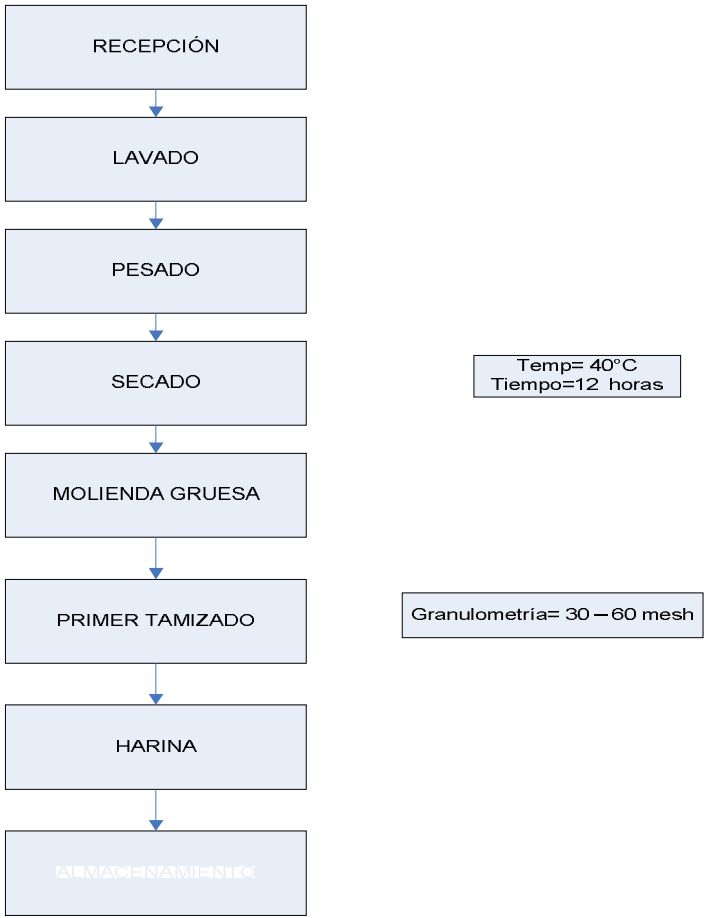 RECEPCIÓN
LAVADO
PESADO
SECADO
Temp= 40°C
Tiempo=12 horas
MOLIENDA GRUESA
PRIMER TAMIZADO
Granulometría= 30 – 60 mesh
HARINA
ALMACENAMIENTO